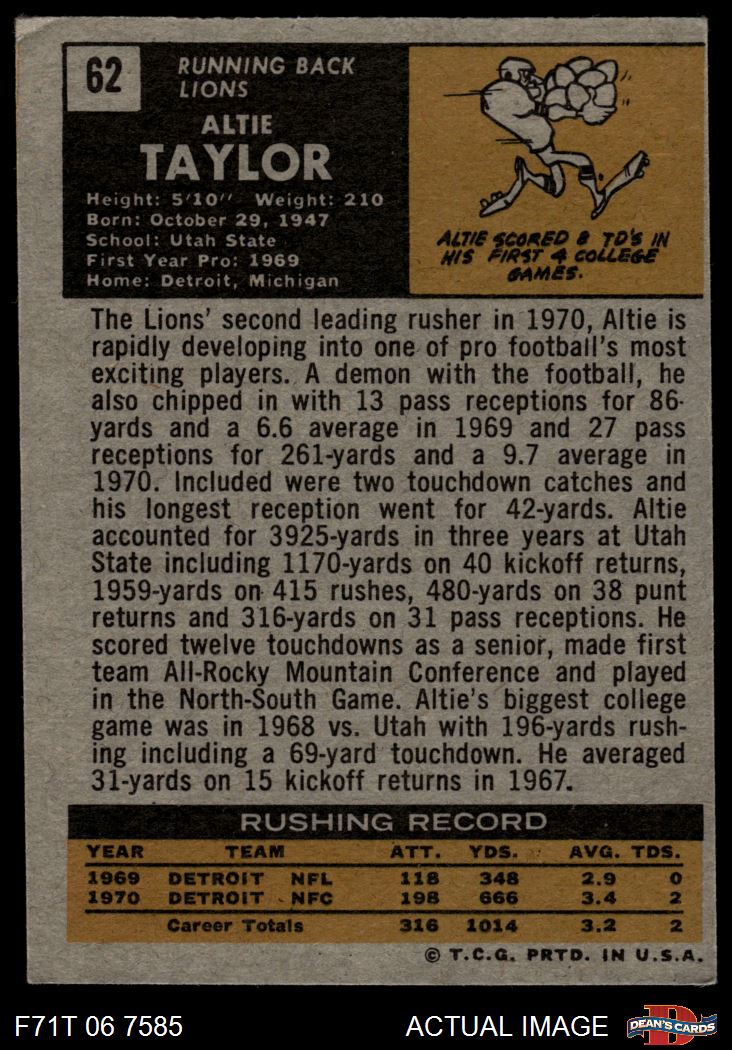 62
RUNNING BACK
LIONS
ALTIE
TAYLOR
Height: 5'10'' Weight: 210
Born: October 29, 1947
School: Utah State
First Year Pro: 1969
Home: Detroit, Michigan
ALTIE SCORED 8 TD'S IN
HIS FIRST 4 COLLEGE
GAMES.
The Lions' second leading rusher in 1970, Altie is
rapidly developing into one of pro football's most
exciting players. A demon with the football, he
also chipped in with 13 pass receptions for 86-
yards and a 6.6 average in 1969 and 27 pass
receptions for 261-yards and a 9.7 average in
1970. Included were two touchdown catches and
his longest reception went for 42-yards. Altie
accounted for 3925-yards in three years at Utah
State including 1170-yards on 40 kickoff returns,
1959-yards on 415 rushes, 480-yards on 38 punt
returns and 316-yards on 31 pass receptions. He
scored twelve touchdowns as a senior, made first
team All-Rocky Mountain Conference and played
in the North-South Game. Altie's biggest college
game was in 1968 vs. Utah with 196-yards rush-
ing including a 69-yard touchdown. He averaged
31-yards on 15 kickoff returns in 1967.
RUSHING RECORD
YEAR TEAM ATT. YDS. AVG. TDS.
1969 DETROIT NFL 118 348 2.9 0
1970 DETROIT NFC 198 666 3.4 2
Career Totals 316 1014 3.2 2
© T.C.G. PRTD. IN U.S.A.
F71T 06 7585 ACTUAL IMAGE
D
DEAN'S CARDS